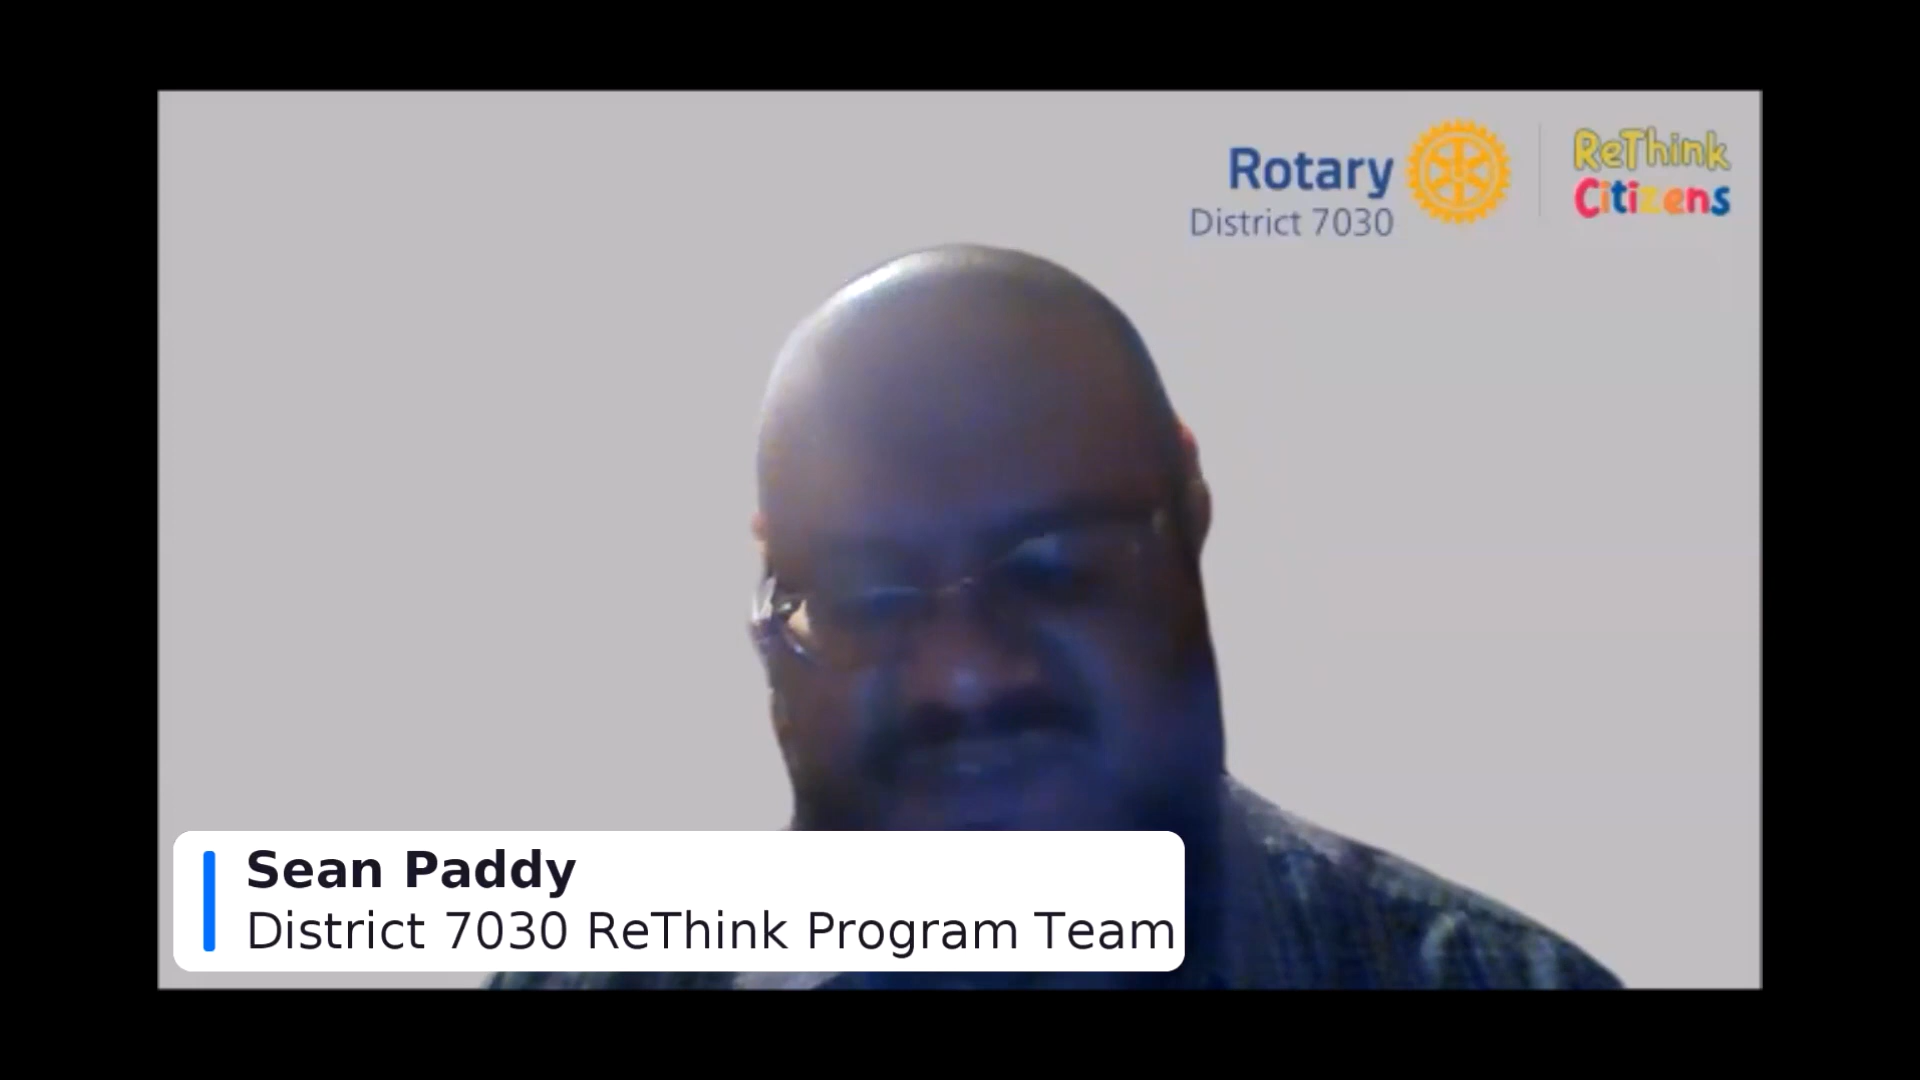 Rotary
District 7030
ReThink
Citizens
Sean Paddy
District 7030 ReThink Program Team